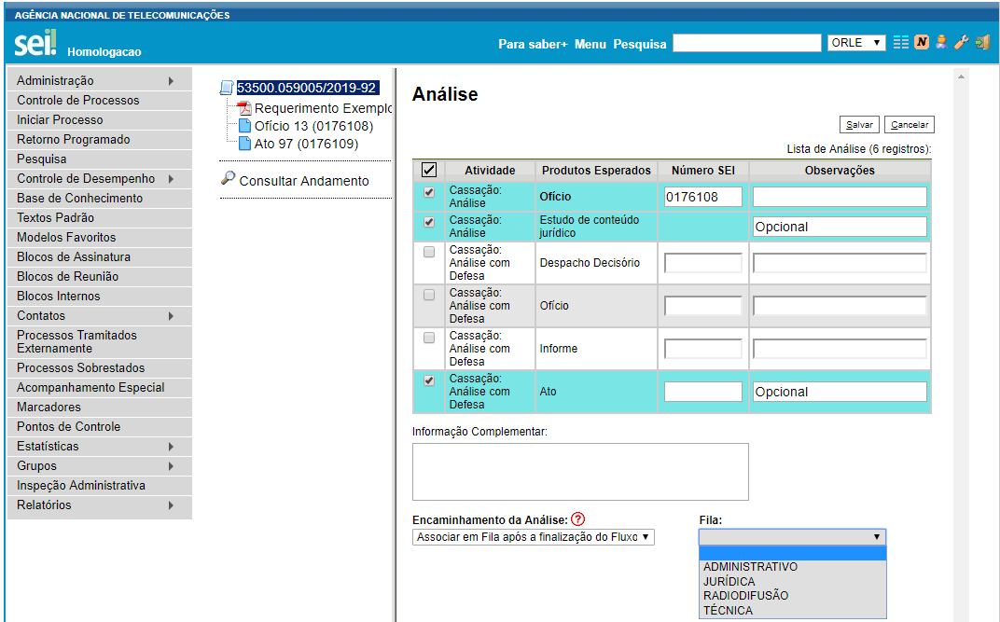 AGÊNCIA NACIONAL DE TELECOMUNICAÇÕES
sei!
Homologacao
Para saber+ Menu Pesquisa
ORLE
N
Administração
Controle de Processos
Iniciar Processo
Retorno Programado
Pesquisa
Controle de Desempenho
Base de Conhecimento
Textos Padrão
Modelos Favoritos
Blocos de Assinatura
Blocos de Reunião
Blocos Internos
Contatos
Processos Tramitados
Externamente
Processos Sobrestados
Acompanhamento Especial
Marcadores
Pontos de Controle
Estatísticas
Grupos
Inspeção Administrativa
Relatórios
53500.059005/2019-92
Requerimento Exemplo
Ofício 13 (0176108)
Ato 97 (0176109)
Consultar Andamento
Análise
Salvar
Cancelar
Lista de Análise (6 registros):
Atividade Produtos Esperados Número SEI Observações
Cassação:
Análise
Ofício
0176108
Cassação:
Análise
Estudo de conteúdo
jurídico
Opcional
Cassação:
Análise com
Defesa
Despacho Decisório
Cassação:
Análise com
Defesa
Ofício
Cassação:
Análise com
Defesa
Informe
Cassação:
Análise com
Defesa
Ato
Opcional
Informação Complementar:
Encaminhamento da Análise: ?
Associar em Fila após a finalização do Fluxo
Fila:
ADMINISTRATIVO
JURÍDICA
RADIODIFUSÃO
TÉCNICA